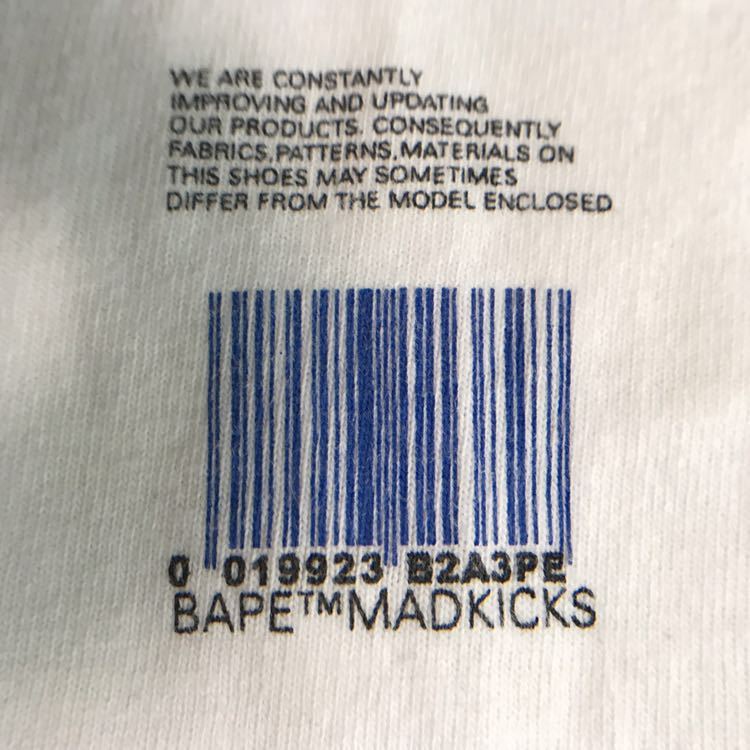 WE ARE CONSTANTLY
IMPROVING AND UPDATING
OUR PRODUCTS. CONSEQUENTLY
FABRICS,PATTERNS,MATERIALS ON
THIS SHOES MAY SOMETIMES
DIFFER FROM THE MODEL ENCLOSED
0 019923 B2A3PE
BAPE™MADKICKS